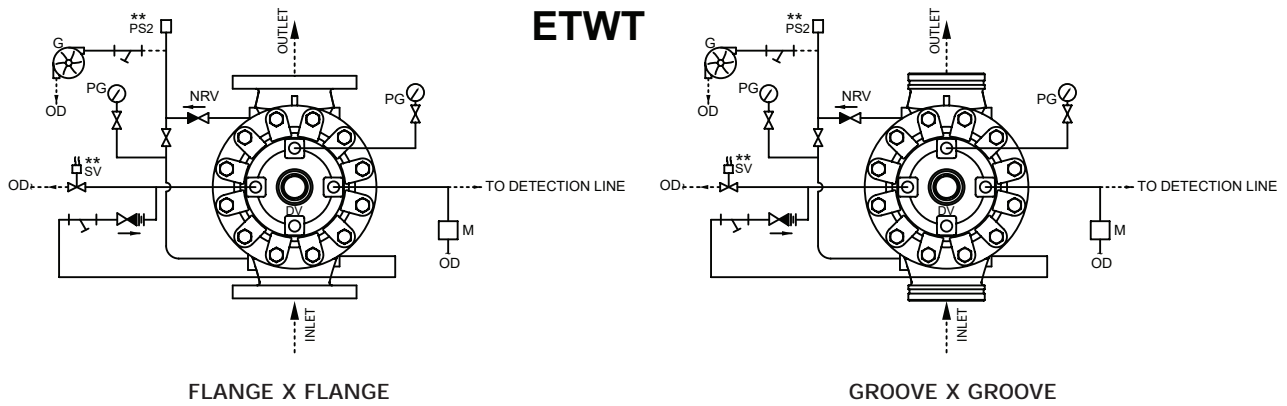 ETWT
**
PS2
G
OUTLET
PG
NRV
PG
OD
**
SV
OD
TO DETECTION LINE
DV
M
OD
INLET
FLANGE X FLANGE
**
PS2
G
OUTLET
PG
NRV
PG
OD
**
SV
OD
TO DETECTION LINE
DV
M
OD
INLET
GROOVE X GROOVE